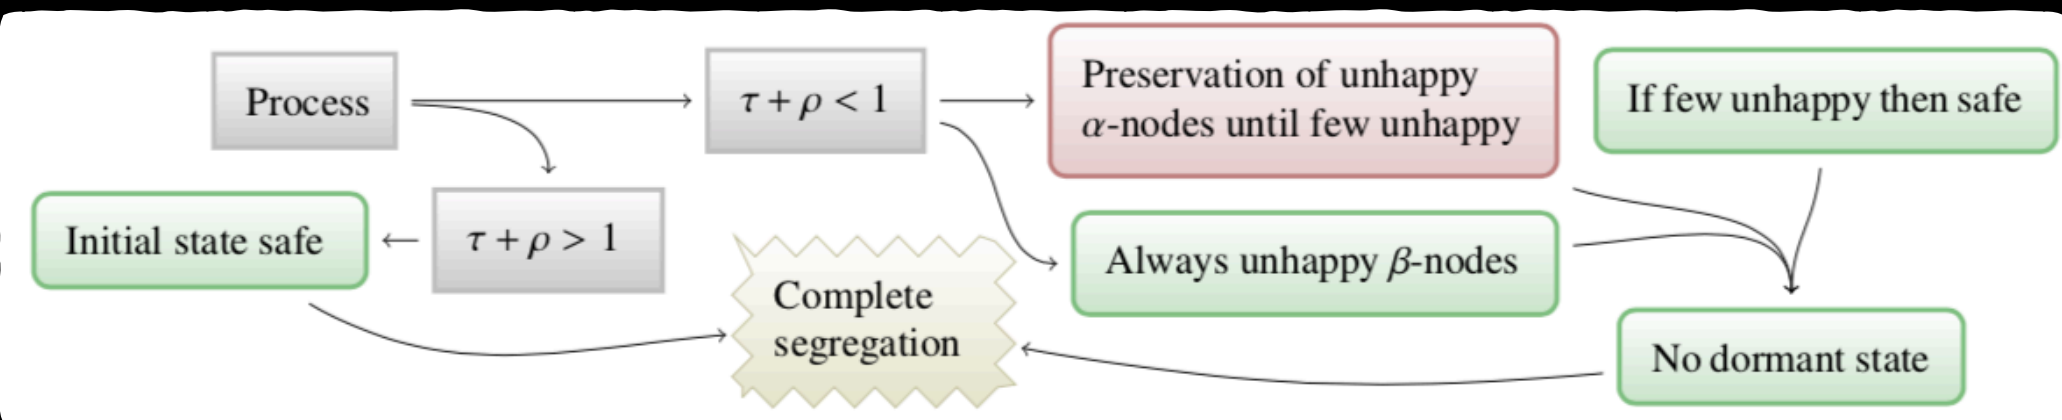 Process
τ + ρ < 1
Preservation of unhappy
α-nodes until few unhappy
If few unhappy then safe
Initial state safe
τ + ρ > 1
Always unhappy β-nodes
Complete
segregation
No dormant state